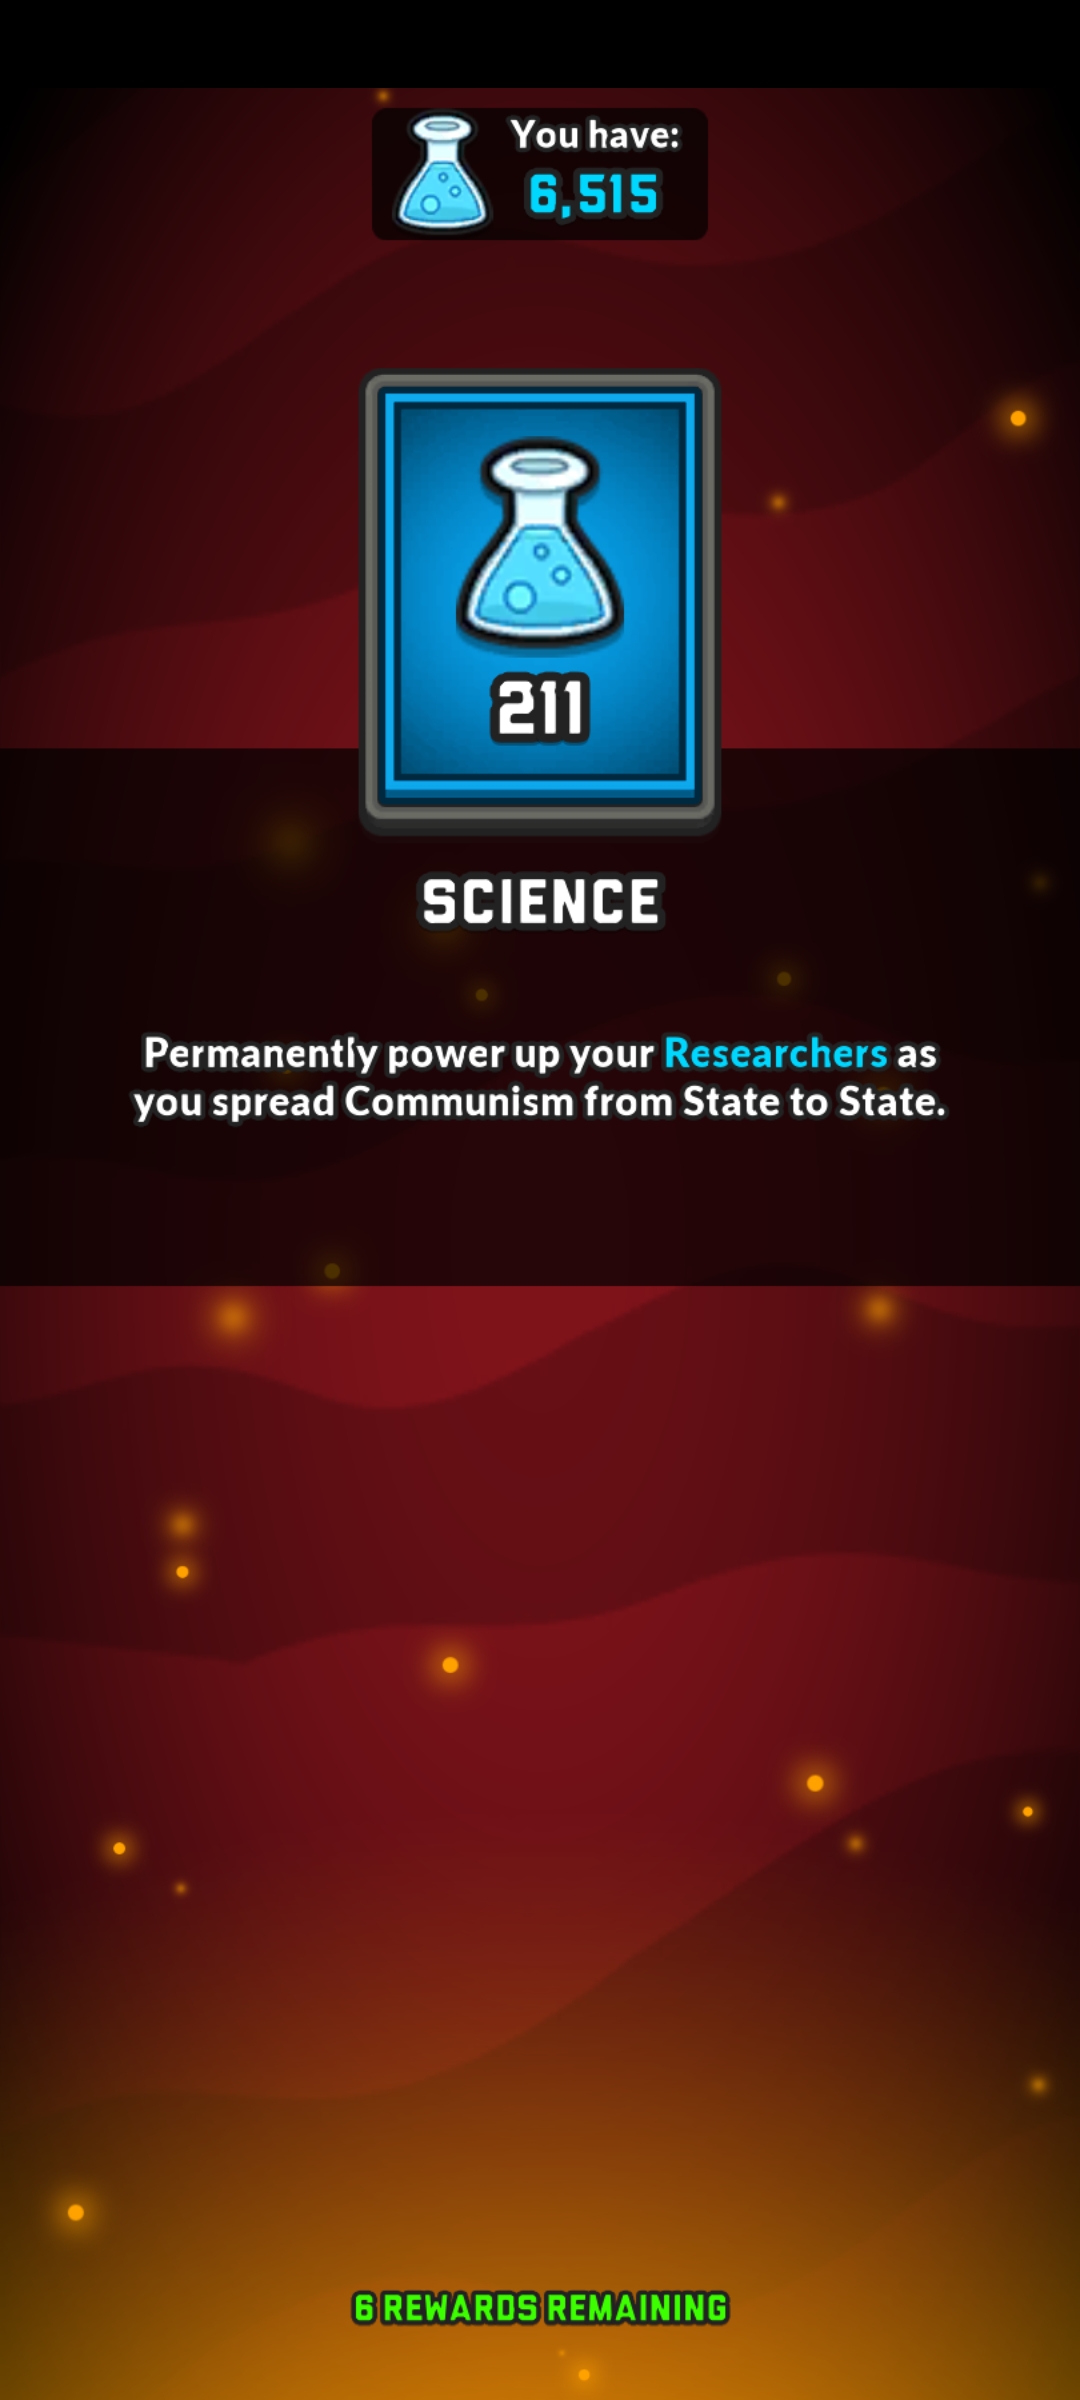 You have:
6,515
211
SCIENCE
Permanently power up your Researchers as
you spread Communism from State to State.
6 REWARDS REMAINING